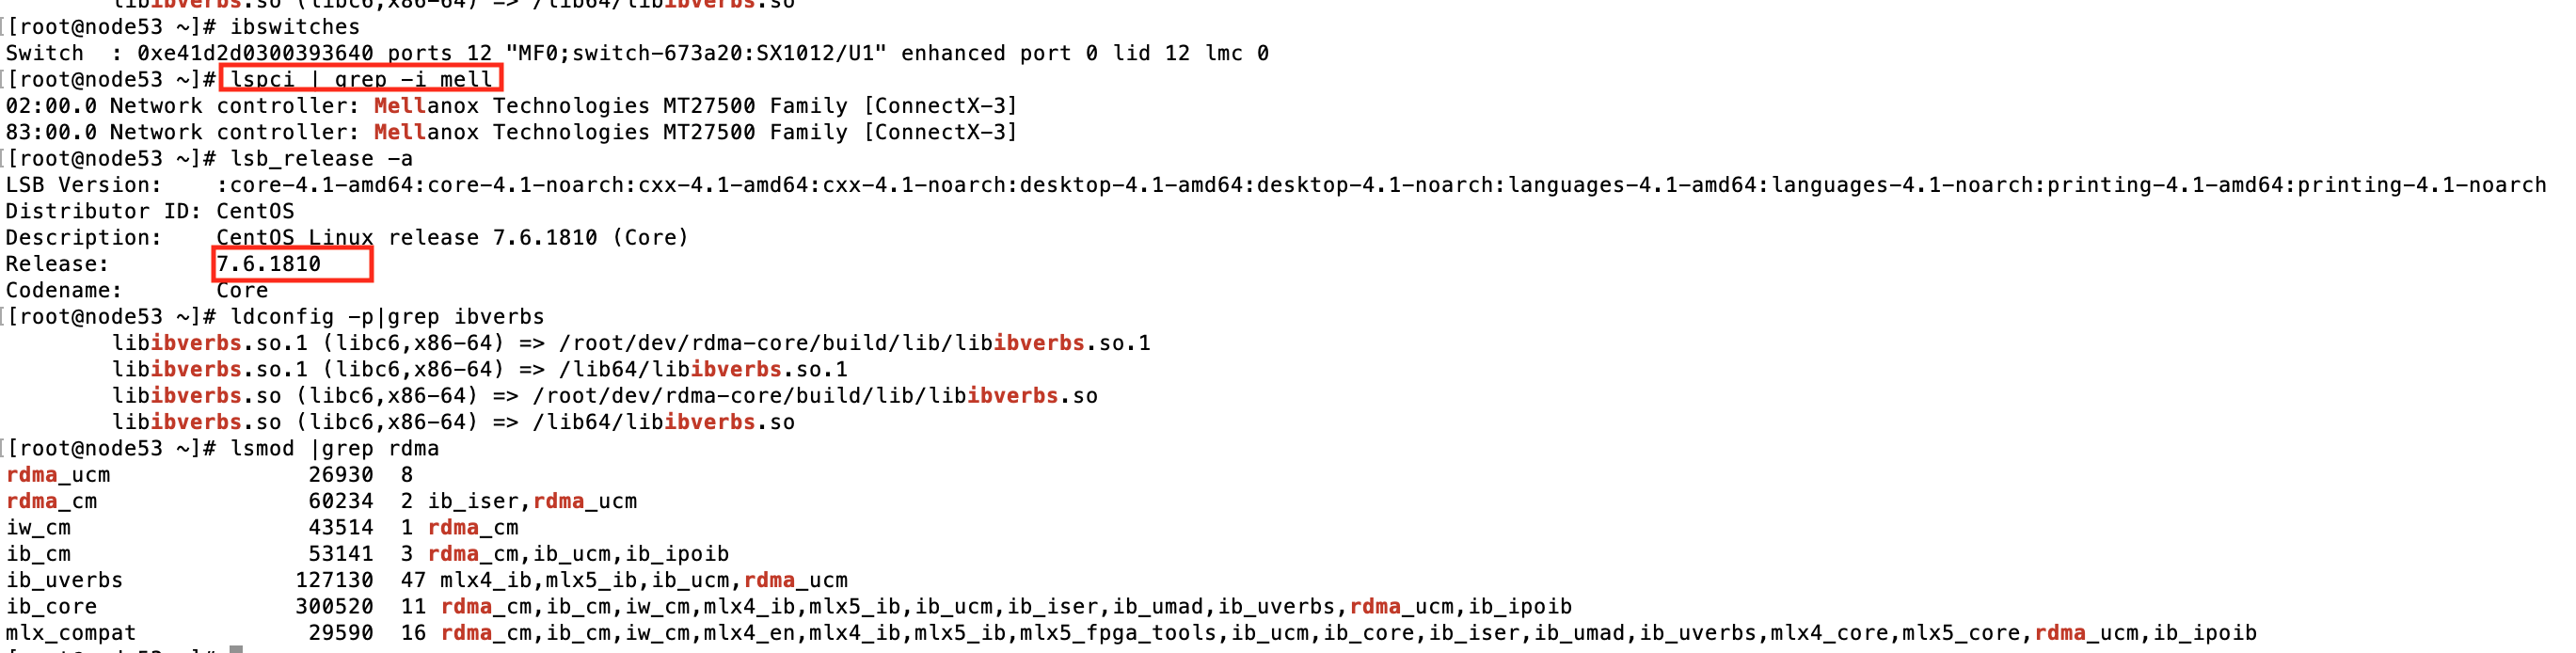 libibverbs.so (libc6,x86-64) => /lib64/libibverbs.so
[[root@node53 ~]# ibswitches
Switch  : 0xe41d2d0300393640 ports 12 "MF0;switch-673a20:SX1012/U1" enhanced port 0 lid 12 lmc 0
[[root@node53 ~]# lspci | grep -i mell
02:00.0 Network controller: Mellanox Technologies MT27500 Family [ConnectX-3]
83:00.0 Network controller: Mellanox Technologies MT27500 Family [ConnectX-3]
[[root@node53 ~]# lsb_release -a
LSB Version:    :core-4.1-amd64:core-4.1-noarch:cxx-4.1-amd64:cxx-4.1-noarch:desktop-4.1-amd64:desktop-4.1-noarch:languages-4.1-amd64:languages-4.1-noarch:printing-4.1-amd64:printing-4.1-noarch
Distributor ID: CentOS
Description:    CentOS Linux release 7.6.1810 (Core)
Release:        7.6.1810
Codename:       Core
[[root@node53 ~]# ldconfig -p|grep ibverbs
libibverbs.so.1 (libc6,x86-64) => /root/dev/rdma-core/build/lib/libibverbs.so.1
libibverbs.so.1 (libc6,x86-64) => /lib64/libibverbs.so.1
libibverbs.so (libc6,x86-64) => /root/dev/rdma-core/build/lib/libibverbs.so
libibverbs.so (libc6,x86-64) => /lib64/libibverbs.so
[[root@node53 ~]# lsmod |grep rdma
rdma_ucm               26930  8
rdma_cm                60234  2 ib_iser,rdma_ucm
iw_cm                  43514  1 rdma_cm
ib_cm                  53141  3 rdma_cm,ib_ucm,ib_ipoib
ib_uverbs             127130  47 mlx4_ib,mlx5_ib,ib_ucm,rdma_ucm
ib_core               300520  11 rdma_cm,ib_cm,iw_cm,mlx4_ib,mlx5_ib,ib_ucm,ib_iser,ib_umad,ib_uverbs,rdma_ucm,ib_ipoib
mlx_compat             29590  16 rdma_cm,ib_cm,iw_cm,mlx4_en,mlx4_ib,mlx5_ib,mlx5_fpga_tools,ib_ucm,ib_core,ib_iser,ib_umad,ib_uverbs,mlx4_core,mlx5_core,rdma_ucm,ib_ipoib